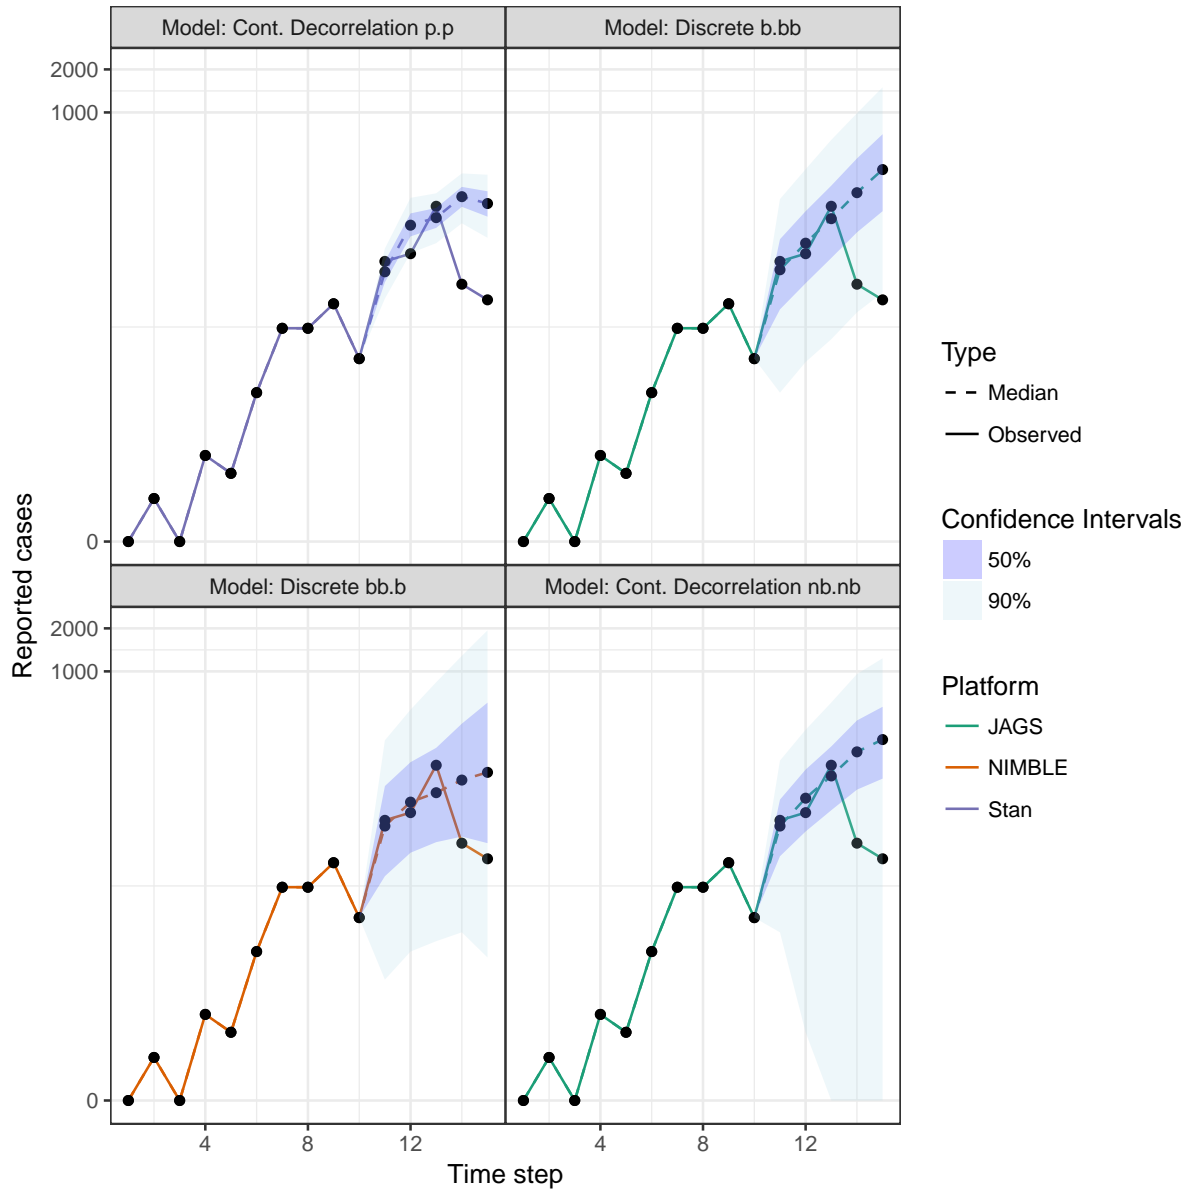 Model: Cont. Decorrelation p.p
Model: Discrete b.bb
2000
1000
0
Model: Discrete bb.b
Model: Cont. Decorrelation nb.nb
2000
1000
0
4
8
12
4
8
12
Time step
Reported cases
Type
Median
Observed
Confidence Intervals
50%
90%
Platform
JAGS
NIMBLE
Stan